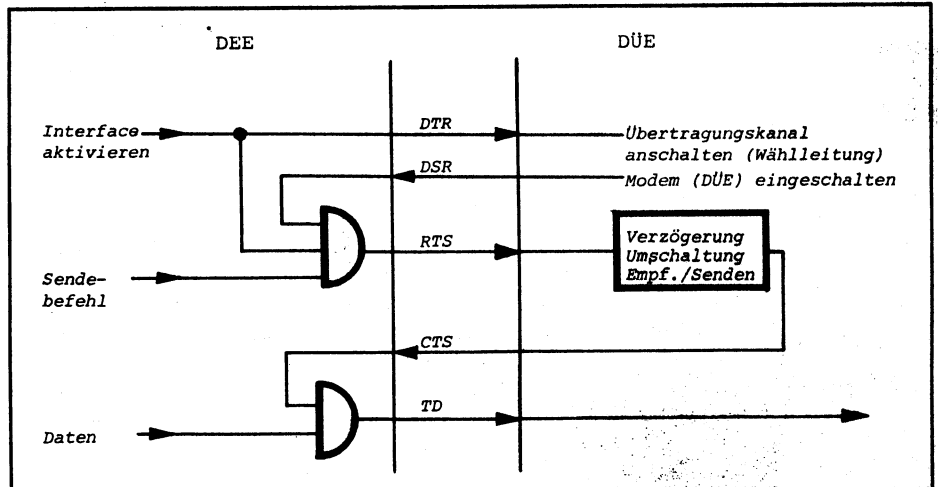 DEE
DÜE
Interface
aktivieren
DTR
Übertragungskanal
anschalten (Wählleitung)
DSR
Modem (DÜE) eingeschalten
RTS
Verzögerung
Umschaltung
Empf./Senden
Sende-
befehl
CTS
TD
Daten